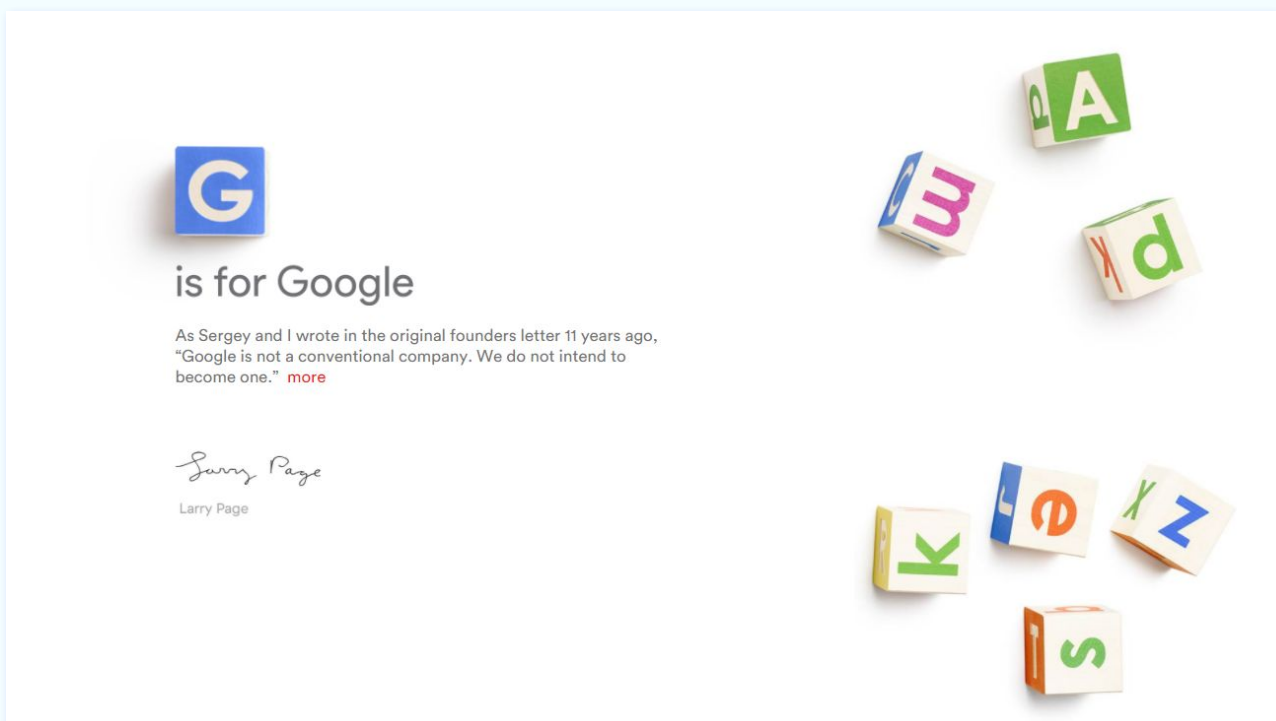 G
is for Google
As Sergey and I wrote in the original founders letter 11 years ago,
“Google is not a conventional company. We do not intend to
become one.” more
Larry Page
Larry Page
A
m
C
d
X
k
e
r
z
X
s
T